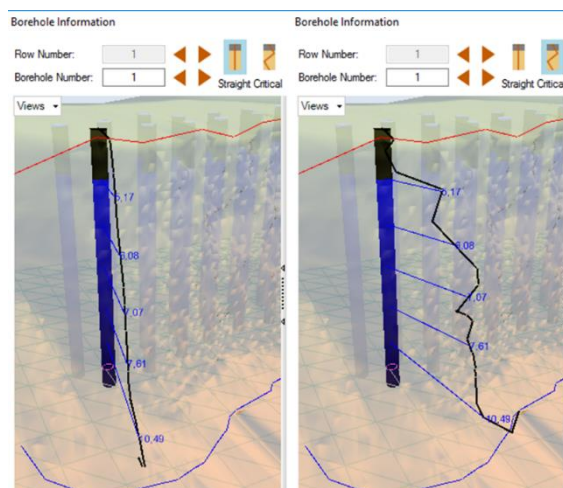 Borehole Information
Row Number: 1
Borehole Number: 1
Straight Critical
Views
5,17
6,08
7,07
7,61
10,49
Borehole Information
Row Number: 1
Borehole Number: 1
Straight Critical
Views
5,17
6,08
7,07
7,61
10,49